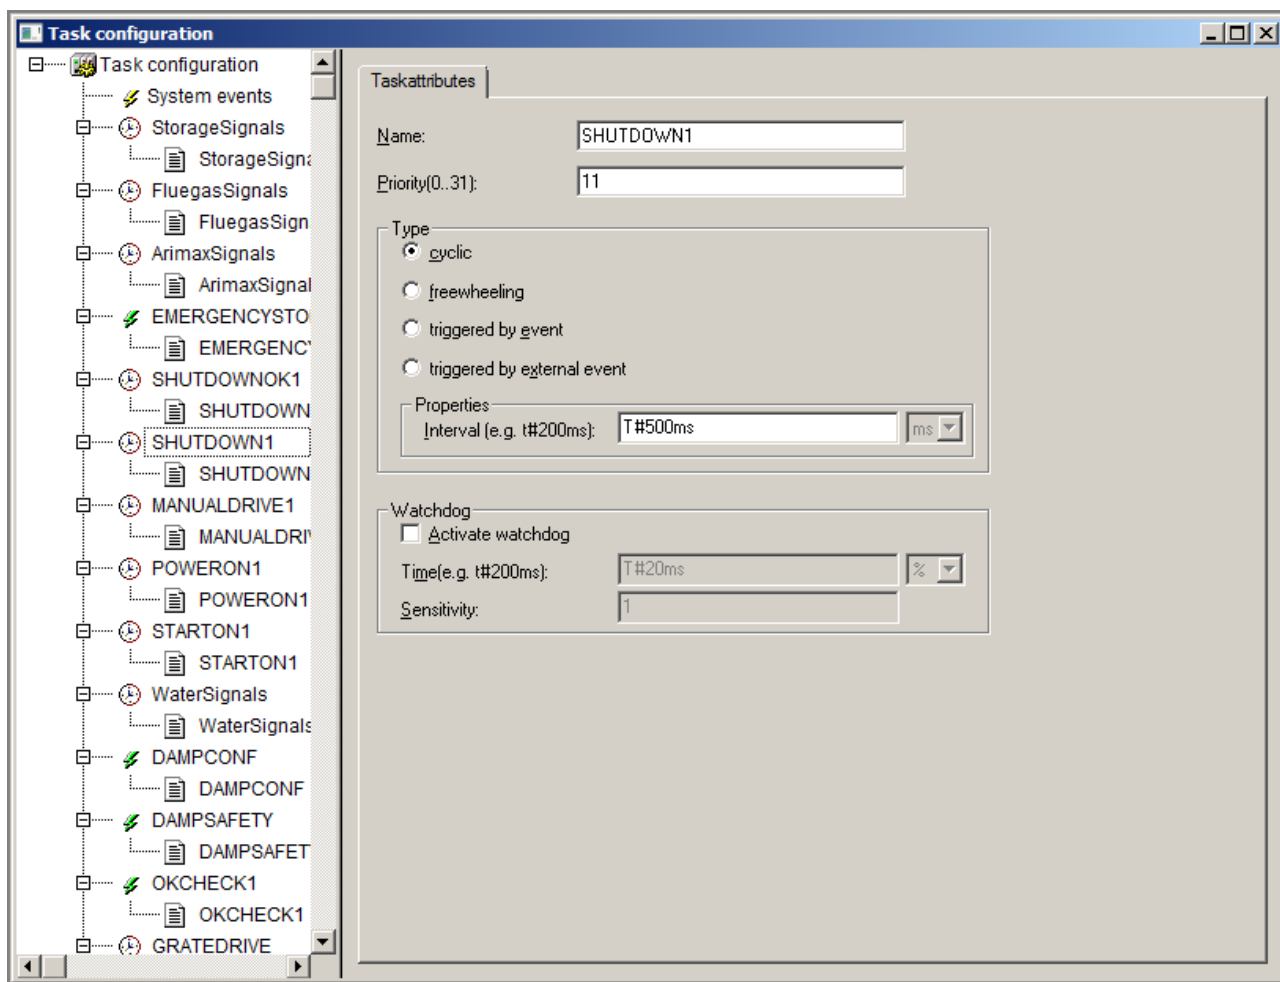 Task configuration
Task configuration
System events
StorageSignals
StorageSigna
FluegasSignals
FluegasSign
ArimaxSignals
ArimaxSignal
EMERGENCYSTO
EMERGENCY
SHUTDOWNOK1
SHUTDOWN
SHUTDOWN1
SHUTDOWN
MANUALDRIVE1
MANUALDRIV
POWERON1
POWERON1
STARTON1
STARTON1
WaterSignals
WaterSignals
DAMPCONF
DAMPCONF
DAMPSAFETY
DAMPSAFET
OKCHECK1
OKCHECK1
GRATEDRIVE
Taskattributes
Name: SHUTDOWN1
Priority(0..31): 11
Type
cyclic
freewheeling
triggered by event
triggered by external event
Properties
Interval (e.g. t#200ms): T#500ms ms
Watchdog
Activate watchdog
Time(e.g. t#200ms): T#20ms %
Sensitivity: 1